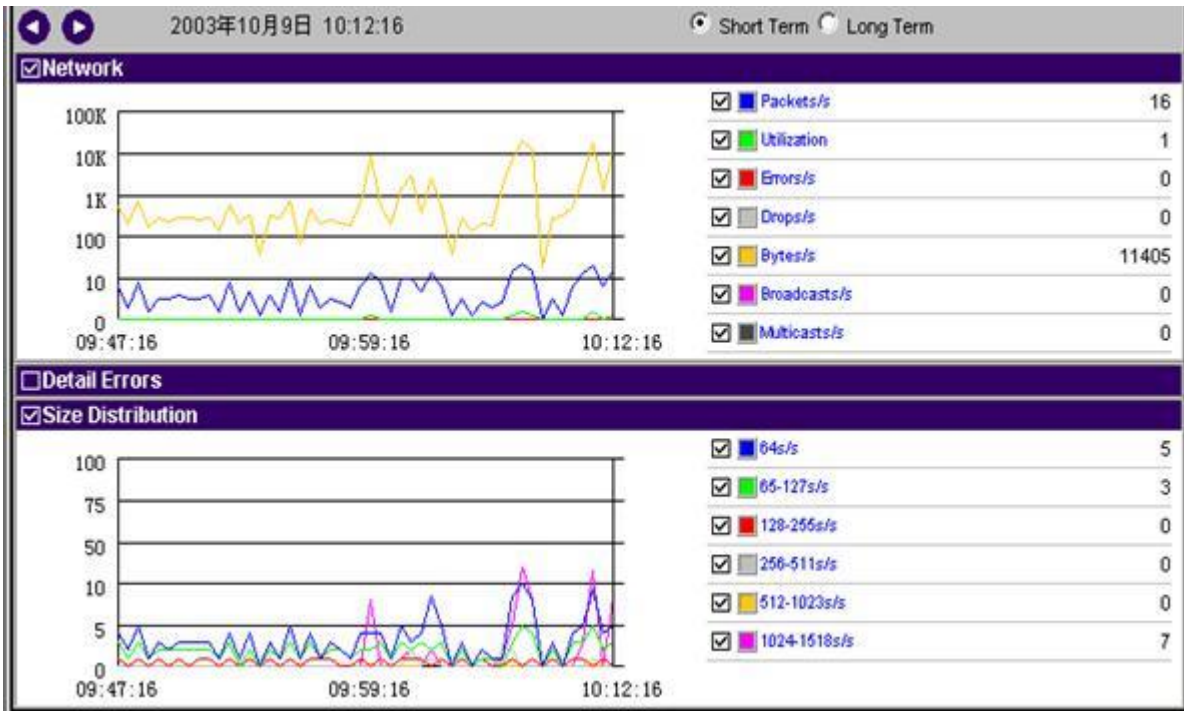 2003年10月9日 10:12:16 Short Term Long Term
Network
100K
10K
1K
100
10
0
09:47:16 09:59:16 10:12:16
Packets/s 16
Utilization 1
Errors/s 0
Drops/s 0
Bytes/s 11405
Broadcasts/s 0
Multicasts/s 0
Detail Errors
Size Distribution
100
75
50
10
5
0
09:47:16 09:59:16 10:12:16
64s/s 5
65-127s/s 3
128-255s/s 0
256-511s/s 0
512-1023s/s 0
1024-1518s/s 7